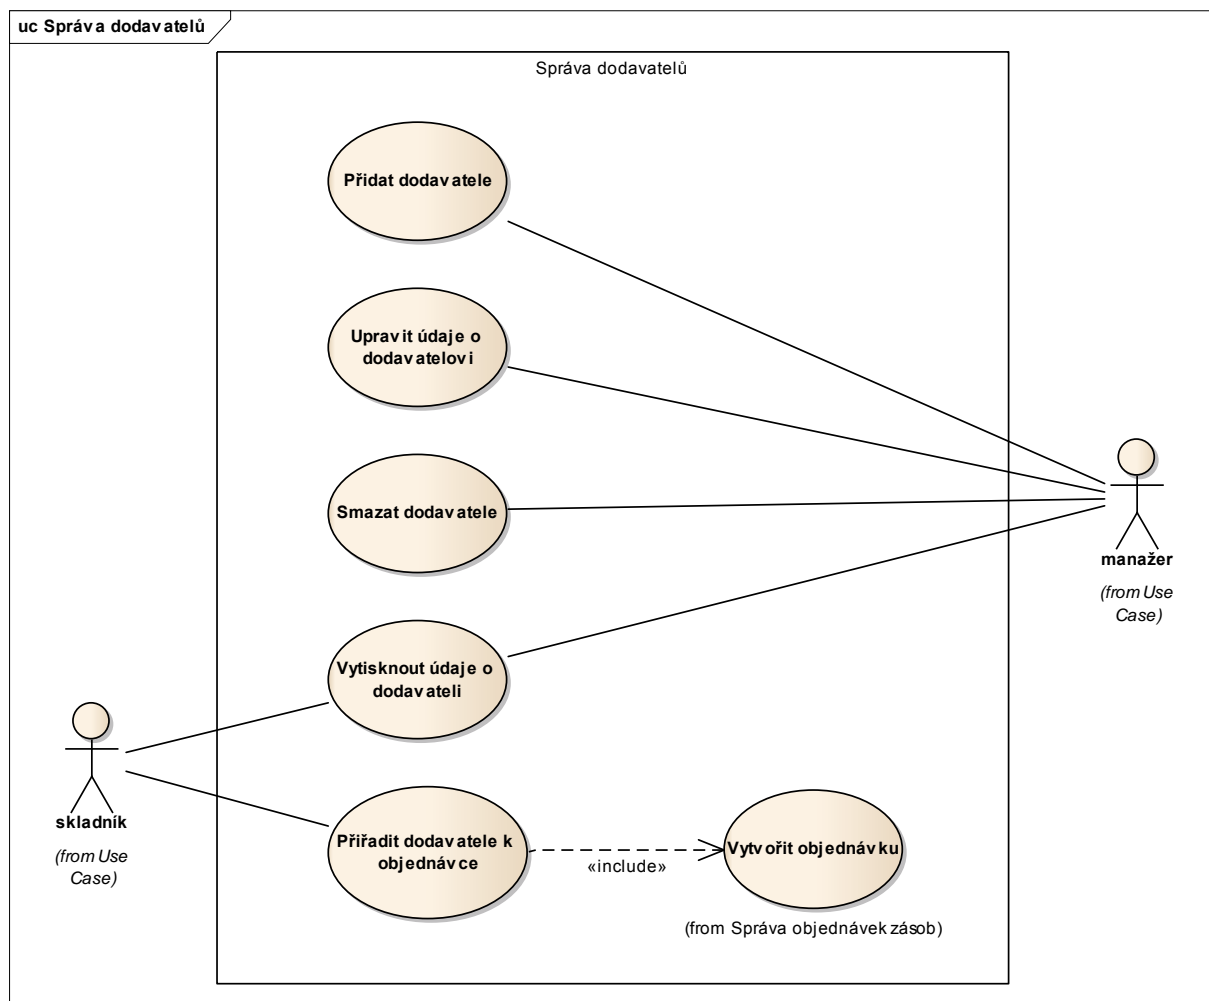 uc Správa dodavatelů
Správa dodavatelů
Přidat dodavatele
Upravit údaje o
dodavatelovi
Smazat dodavatele
manažer
(from Use
Case)
Vytisknout údaje o
dodavateli
skladník
(from Use
Case)
Přiřadit dodavatele k
objednávce
«include»
Vytvořit objednávku
(from Správa objednávek zásob)